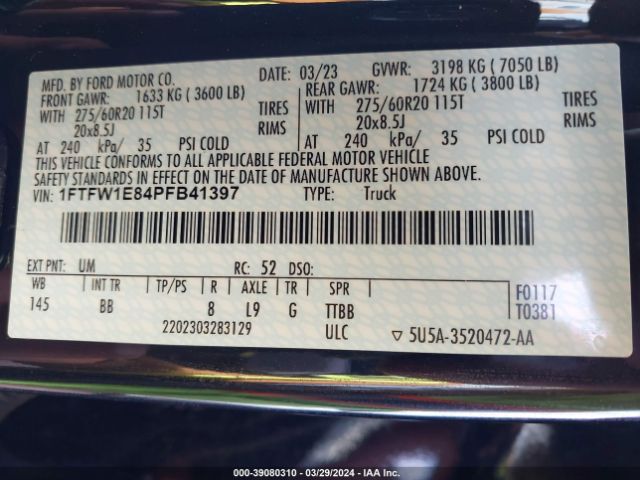 MFD. BY FORD MOTOR CO. DATE: 03/23 GVWR: 3198 KG ( 7050 LB)
FRONT GAWR: 1633 KG ( 3600 LB) REAR GAWR: 1724 KG ( 3800 LB)
WITH 275/60R20 115T TIRES WITH 275/60R20 115T TIRES
20x8.5J RIMS 20x8.5J RIMS
AT 240 kPa/ 35 PSI COLD AT 240 kPa/ 35 PSI COLD
THIS VEHICLE CONFORMS TO ALL APPLICABLE FEDERAL MOTOR VEHICLE
SAFETY STANDARDS IN EFFECT ON THE DATE OF MANUFACTURE SHOWN ABOVE.
VIN: 1FTFW1E84PFB41397 TYPE: Truck
EXT PNT: UM RC: 52 DSO:
WB INT TR TP/PS R AXLE TR SPR F0117
145 BB 8 L9 G TTBB T0381
2202303283129 ULC ▽ 5U5A-3520472-AA
000-39080310 | 03/29/2024 | IAA Inc.